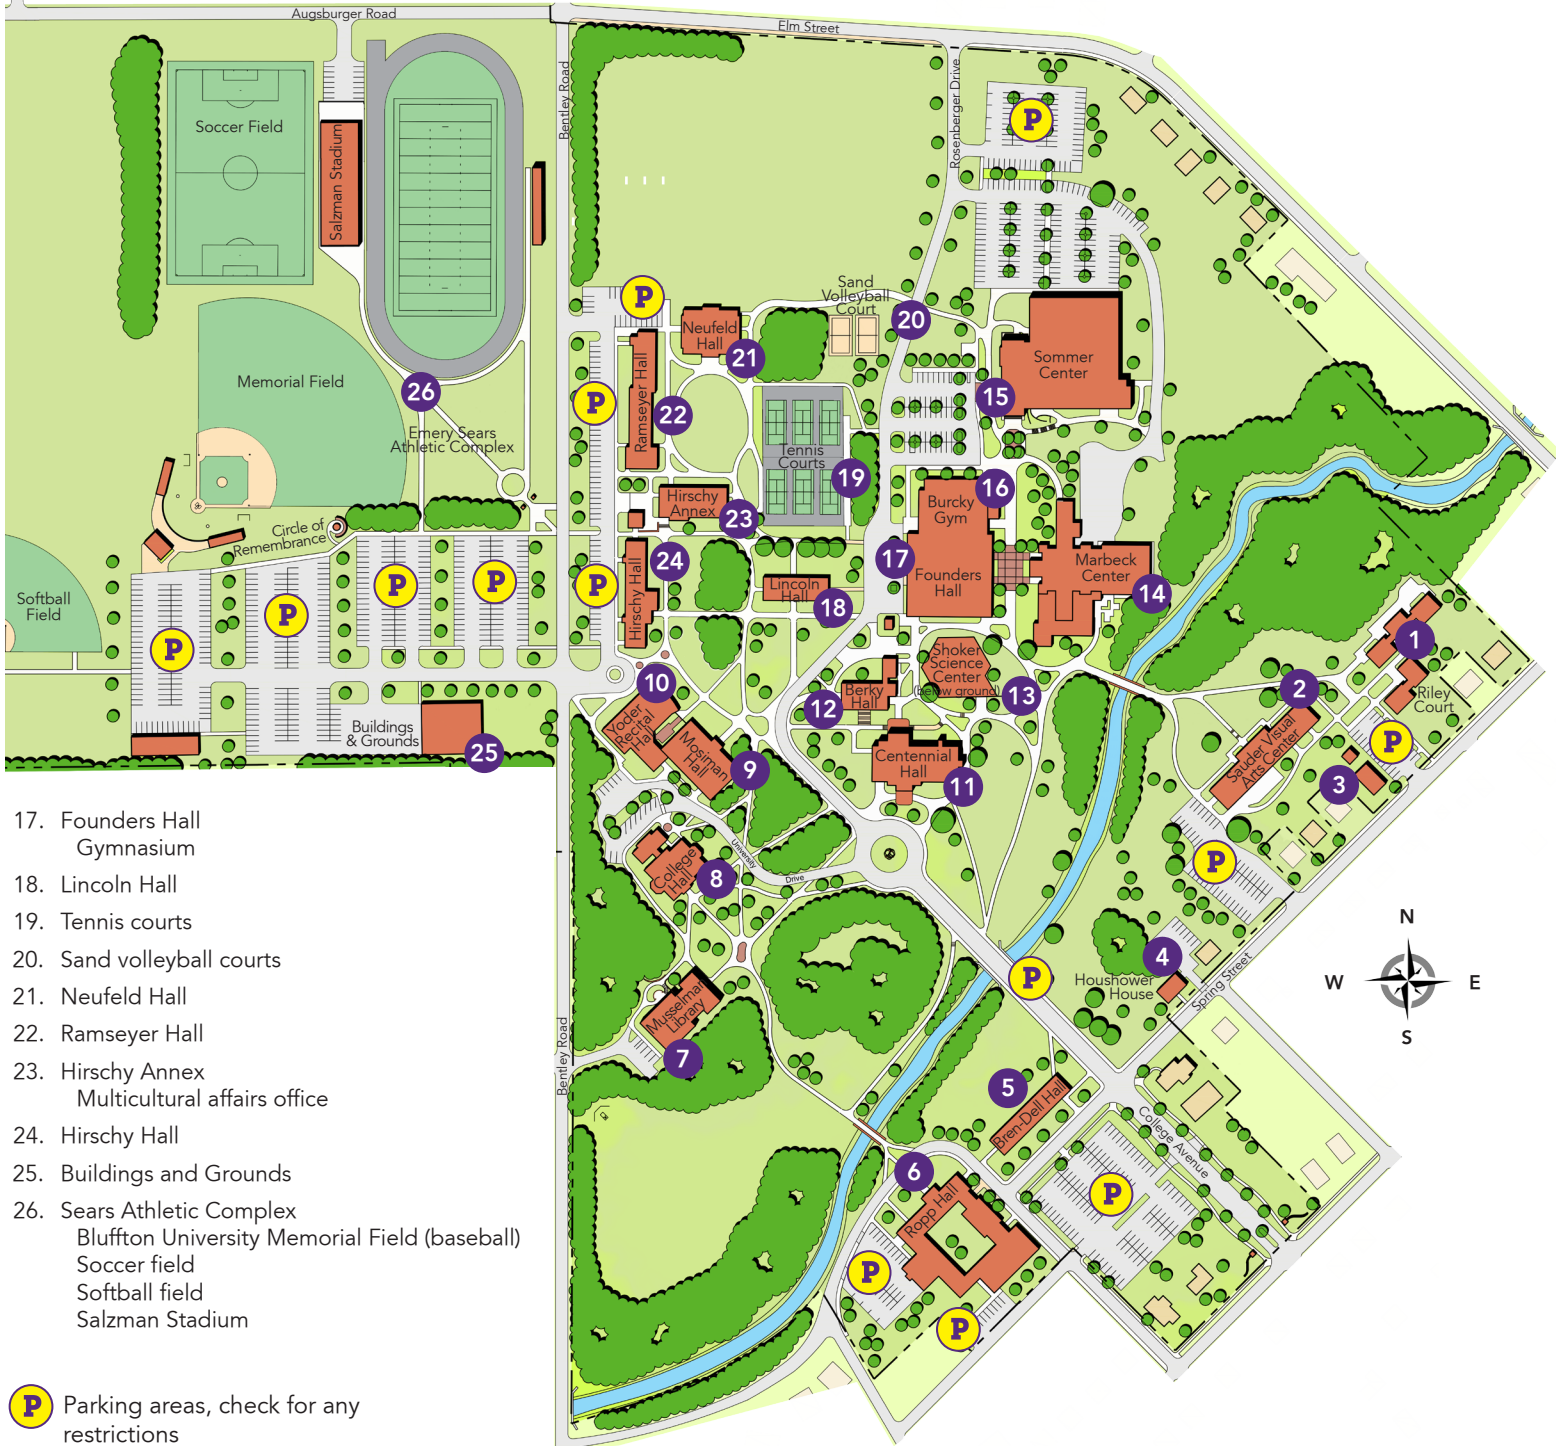 Augsburger Road
Elm Street
Bentley Road
Rosenberger Drive
P
Soccer Field
Salzman Stadium
Sand
Volleyball
Court
20
P
Neufeld
Hall
21
Sommer
Center
15
Memorial Field
26
Emery Sears
Athletic Complex
P
Ramseyer Hall
22
Tennis
Courts
19
Burcky
Gym
16
Hirschy
Annex
23
Circle of
Remembrance
17
Founders
Hall
Marbeck
Center
14
24
Hirschy Hall
Lincoln
Hall
18
P
P
P
P
P
Softball
Field
1
Riley
Court
Shoker
Science
Center
(below ground)
13
Berky
Hall
12
10
Yoder
Recital
Hall
2
Sauder Visual
Arts Center
P
3
Buildings
& Grounds
25
Mosiman
Hall
9
Centennial
Hall
11
University
Drive
College
Hall
8
P
4
Houshower
House
Spring Street
P
Musselman
Library
7
Bentley Road
5
Bren-Dell Hall
College Avenue
6
Ropp Hall
P
P
P
N
W
E
S
17. Founders Hall
Gymnasium
18. Lincoln Hall
19. Tennis courts
20. Sand volleyball courts
21. Neufeld Hall
22. Ramseyer Hall
23. Hirschy Annex
Multicultural affairs office
24. Hirschy Hall
25. Buildings and Grounds
26. Sears Athletic Complex
Bluffton University Memorial Field (baseball)
Soccer field
Softball field
Salzman Stadium
P Parking areas, check for any
restrictions